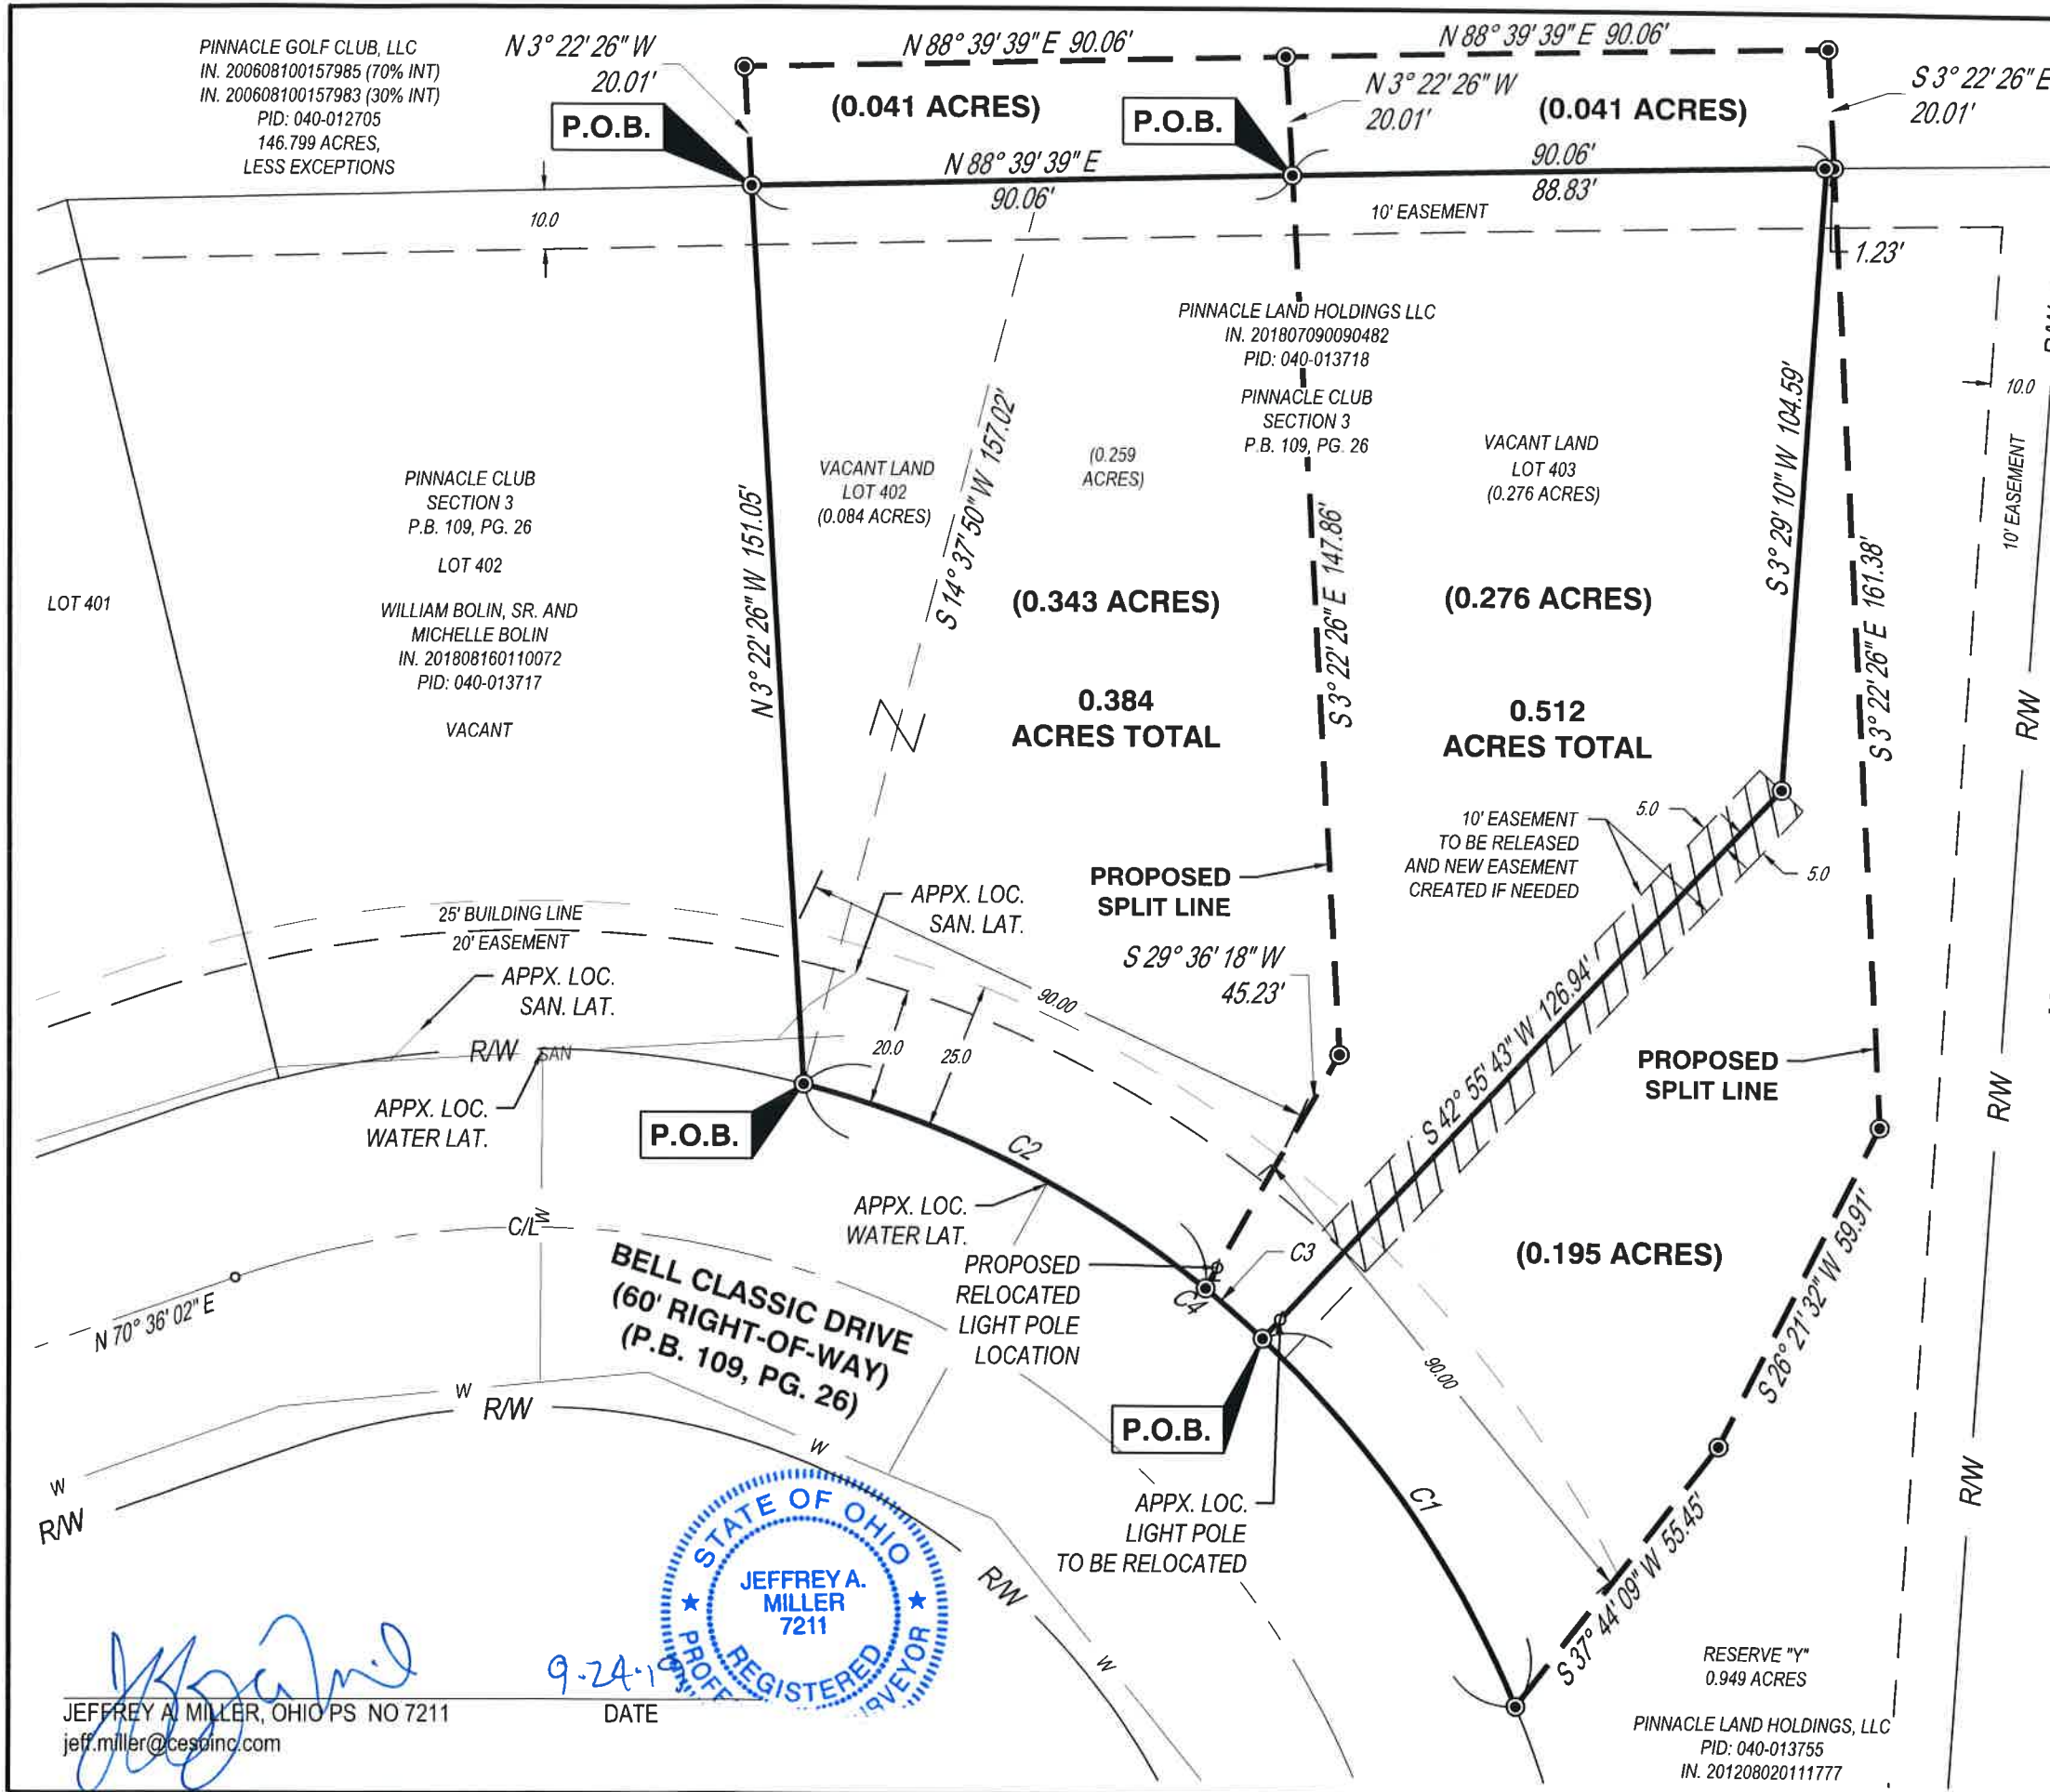 PINNACLE GOLF CLUB, LLC
IN. 200608100157985 (70% INT)
IN. 200608100157983 (30% INT)
PID: 040-012705
146.799 ACRES,
LESS EXCEPTIONS
N 3° 22' 26" W
20.01'
N 88° 39' 39" E 90.06'
N 88° 39' 39" E 90.06'
(0.041 ACRES)
N 3° 22' 26" W
20.01'
(0.041 ACRES)
S 3° 22' 26" E
20.01'
P.O.B.
P.O.B.
N 88° 39' 39" E
90.06'
90.06'
88.83'
10.0
10' EASEMENT
1.23'
PINNACLE LAND HOLDINGS LLC
IN. 201807090090482
PID: 040-013718
PINNACLE CLUB
SECTION 3
P.B. 109, PG. 26
10.0
10' EASEMENT
PINNACLE CLUB
SECTION 3
P.B. 109, PG. 26
LOT 402
WILLIAM BOLIN, SR. AND
MICHELLE BOLIN
IN. 201808160110072
PID: 040-013717
VACANT
LOT 401
N 3° 22' 26" W 151.05'
VACANT LAND
LOT 402
(0.084 ACRES)
S 14° 37' 50" W 157.02'
(0.259
ACRES)
(0.343 ACRES)
0.384
ACRES TOTAL
S 3° 22' 26" E 147.86'
VACANT LAND
LOT 403
(0.276 ACRES)
(0.276 ACRES)
0.512
ACRES TOTAL
S 3° 29' 10" W 104.59'
S 3° 22' 26" E 161.38'
R/W
10' EASEMENT
TO BE RELEASED
AND NEW EASEMENT
CREATED IF NEEDED
5.0
5.0
PROPOSED
SPLIT LINE
S 29° 36' 18" W
45.23'
25' BUILDING LINE
20' EASEMENT
APPX. LOC.
SAN. LAT.
APPX. LOC.
SAN. LAT.
90.00
20.0
25.0
S 42° 55' 43" W 126.94'
PROPOSED
SPLIT LINE
R/W
R/W
SAN
APPX. LOC.
WATER LAT.
P.O.B.
C2
APPX. LOC.
WATER LAT.
C/L
W
N 70° 36' 02" E
BELL CLASSIC DRIVE
(60' RIGHT-OF-WAY)
(P.B. 109, PG. 26)
PROPOSED
RELOCATED
LIGHT POLE
LOCATION
C3
C4
(0.195 ACRES)
S 26° 21' 32" W 59.91'
90.00
P.O.B.
C1
APPX. LOC.
LIGHT POLE
TO BE RELOCATED
S 37° 44' 09" W 55.45'
R/W
W
R/W
W
W
R/W
R/W
W
STATE OF OHIO
JEFFREY A.
MILLER
7211
REGISTERED
9-24-19
JEFFREY A. MILLER, OHIO PS NO 7211
DATE
jeff.miller@cesoinc.com
RESERVE "Y"
0.949 ACRES
PINNACLE LAND HOLDINGS, LLC
PID: 040-013755
IN. 201208020111777